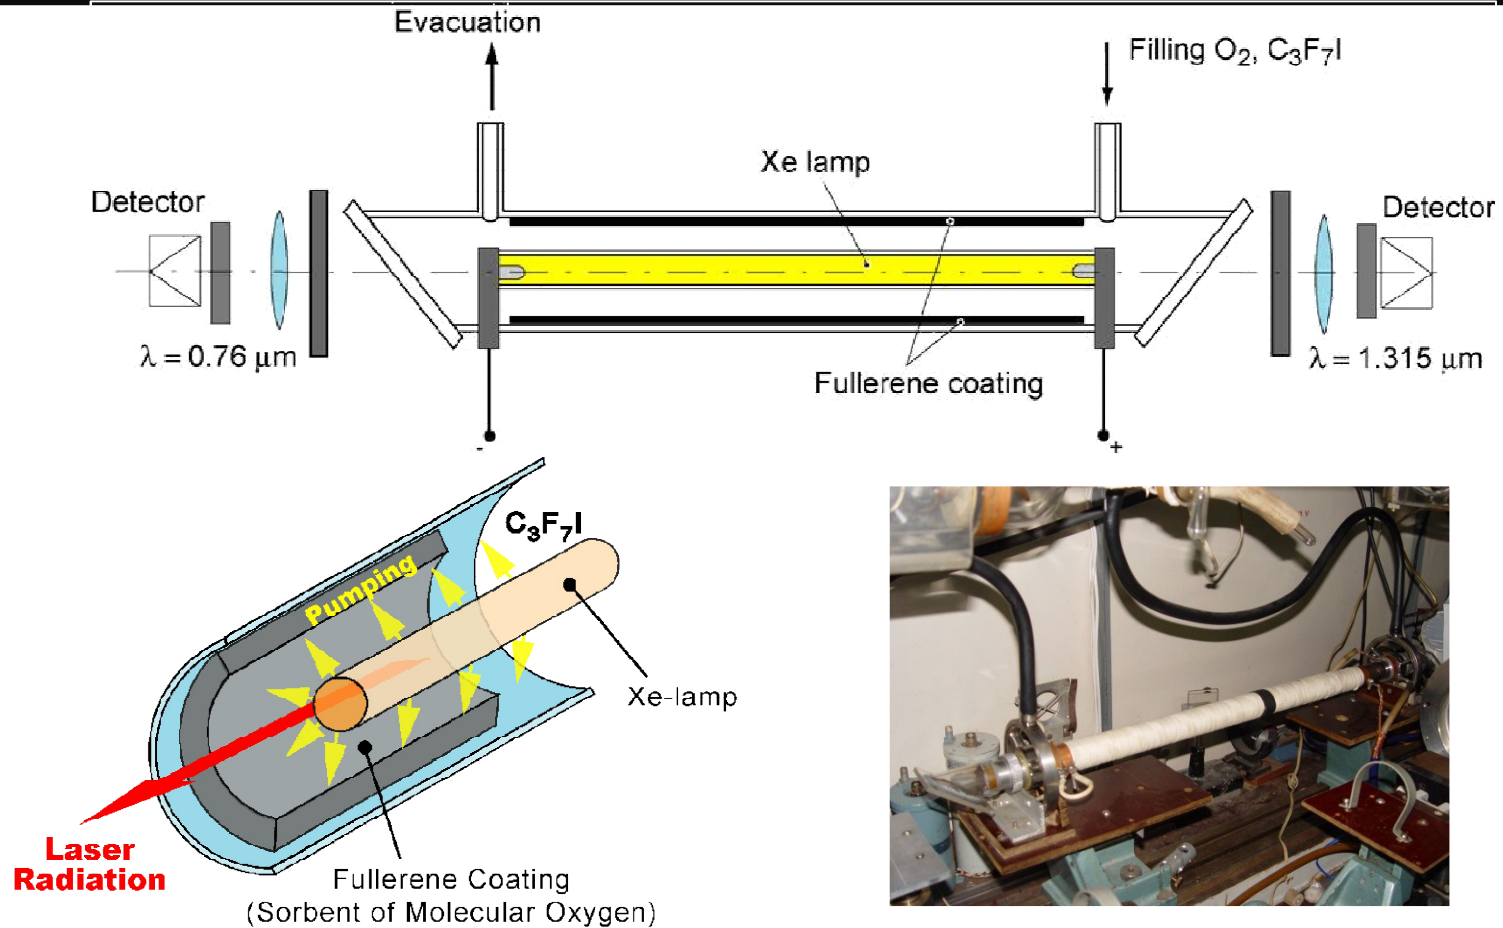 Evacuation
Filling O₂, C₃F₇I
Xe lamp
Detector
Detector
λ = 0.76 µm
λ = 1.315 µm
Fullerene coating
-
+
C₃F₇I
Pumping
Xe-lamp
Laser
Radiation
Fullerene Coating
(Sorbent of Molecular Oxygen)